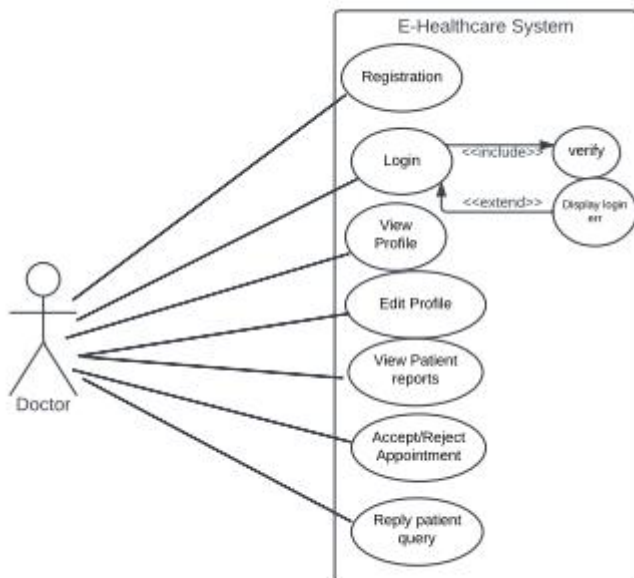 E-Healthcare System
Registration
Login
<<include>>
verify
<<extend>>
Display login
err
View
Profile
Edit Profile
View Patient
reports
Doctor
Accept/Reject
Appointment
Reply patient
query